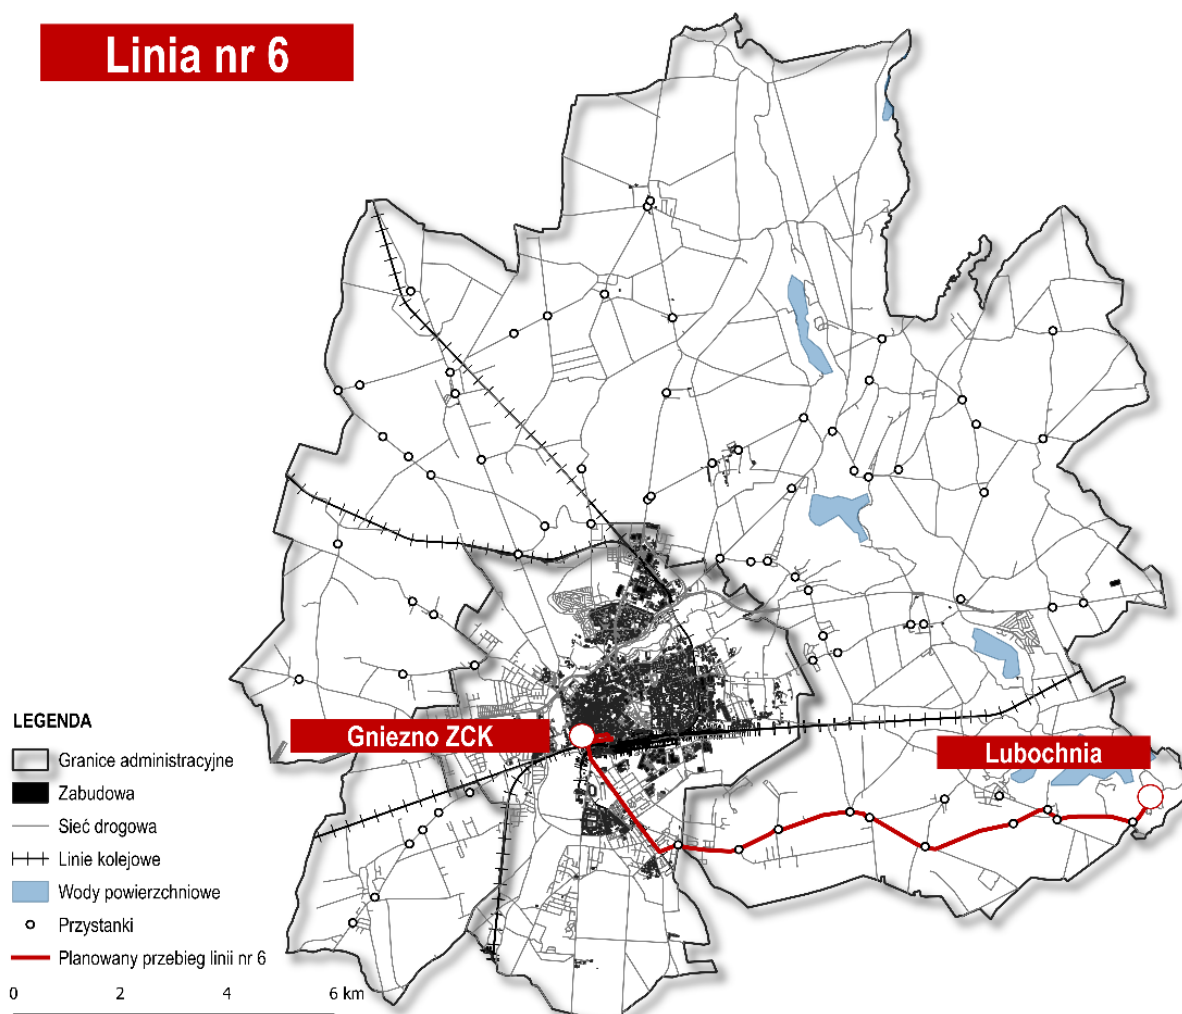 Linia nr 6
Gniezno ZCK
Lubochnia
LEGENDA
Granice administracyjne
Zabudowa
Sieć drogowa
Linie kolejowe
Wody powierzchniowe
Przystanki
Planowany przebieg linii nr 6
0 2 4 6 km